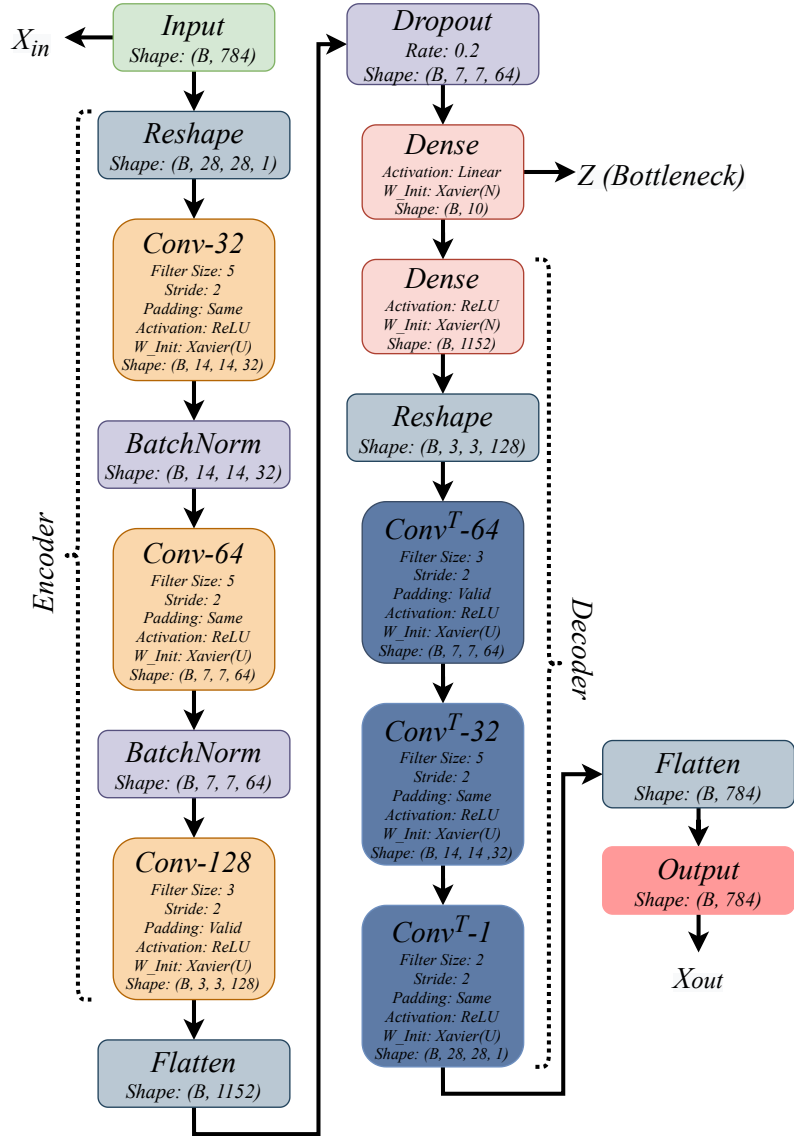 X_in
Input
Shape: (B, 784)
Reshape
Shape: (B, 28, 28, 1)
Conv-32
Filter Size: 5
Stride: 2
Padding: Same
Activation: ReLU
W_Init: Xavier(U)
Shape: (B, 14, 14, 32)
BatchNorm
Shape: (B, 14, 14, 32)
Conv-64
Filter Size: 5
Stride: 2
Padding: Same
Activation: ReLU
W_Init: Xavier(U)
Shape: (B, 7, 7, 64)
BatchNorm
Shape: (B, 7, 7, 64)
Conv-128
Filter Size: 3
Stride: 2
Padding: Valid
Activation: ReLU
W_Init: Xavier(U)
Shape: (B, 3, 3, 128)
Flatten
Shape: (B, 1152)
Encoder
Dropout
Rate: 0.2
Shape: (B, 7, 7, 64)
Dense
Activation: Linear
W_Init: Xavier(N)
Shape: (B, 10)
Z (Bottleneck)
Dense
Activation: ReLU
W_Init: Xavier(N)
Shape: (B, 1152)
Reshape
Shape: (B, 3, 3, 128)
Conv^T-64
Filter Size: 3
Stride: 2
Padding: Valid
Activation: ReLU
W_Init: Xavier(U)
Shape: (B, 7, 7, 64)
Conv^T-32
Filter Size: 5
Stride: 2
Padding: Same
Activation: ReLU
W_Init: Xavier(U)
Shape: (B, 14, 14 ,32)
Conv^T-1
Filter Size: 2
Stride: 2
Padding: Same
Activation: ReLU
W_Init: Xavier(U)
Shape: (B, 28, 28, 1)
Decoder
Flatten
Shape: (B, 784)
Output
Shape: (B, 784)
Xout